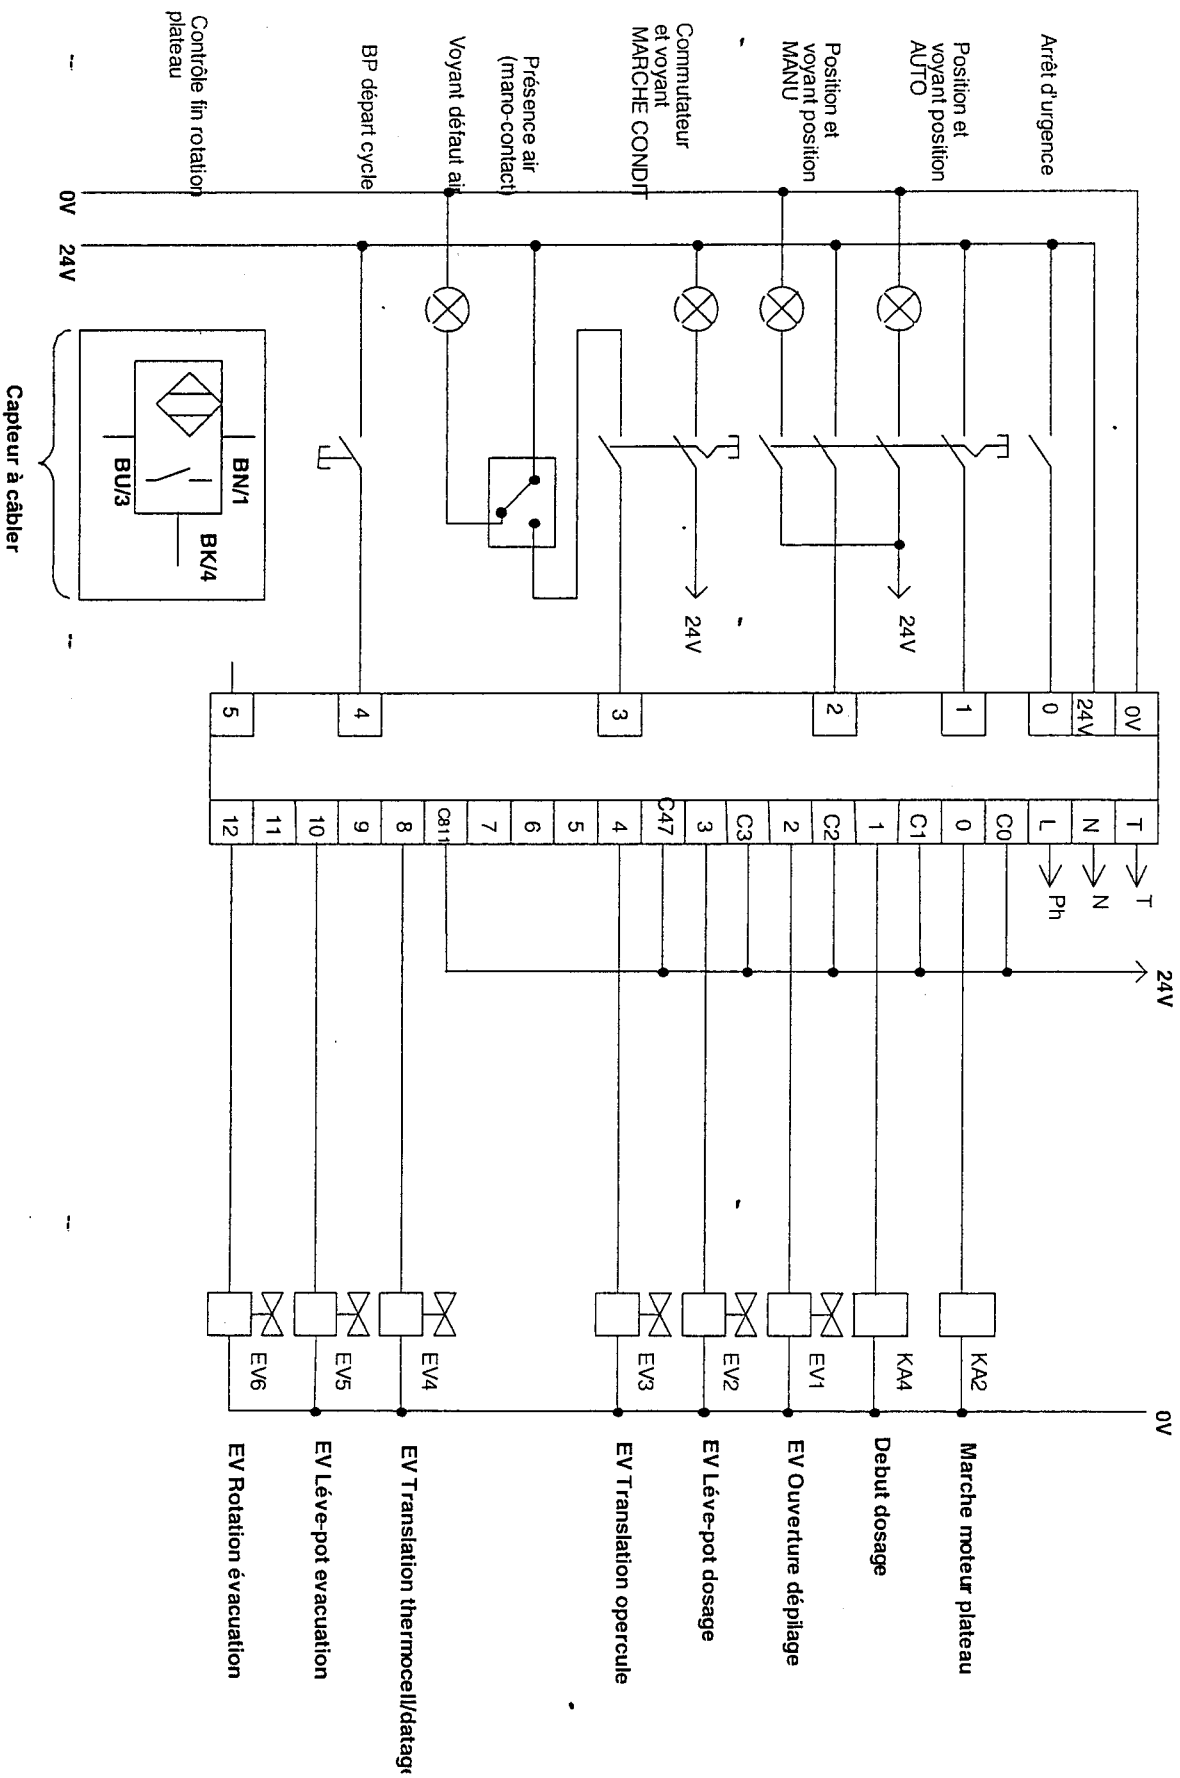 Arrêt d'urgence
Position et
voyant position
AUTO
Position et
voyant position
MANU
Commutateur
et voyant
MARCHE CONDIT
Présence air
(mano-contact)
Voyant défaut air
BP départ cycle
Contrôle fin rotation
plateau
0V
24V
24V
24V
BN/1
BU/3
BK/4
Capteur à câbler
0V
24V
0
1
2
3
4
5
T
N
L
C0
0
C1
1
C2
2
C3
3
C47
4
5
6
7
C811
8
9
10
11
12
T
N
Ph
24V
0V
KA2
Marche moteur plateau
KA4
Debut dosage
EV1
EV Ouverture dépilage
EV2
EV Léve-pot dosage
EV3
EV Translation opercule
EV4
EV Translation thermocell/datage
EV5
EV Léve-pot evacuation
EV6
EV Rotation évacuation